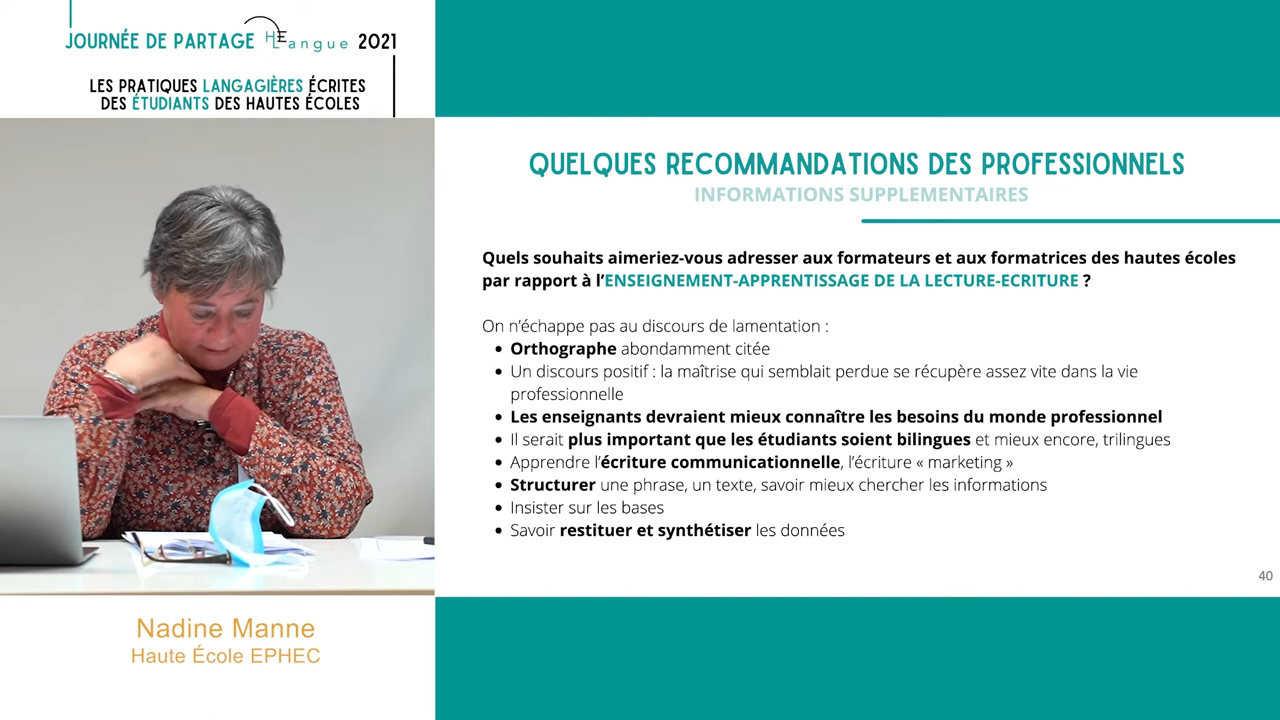 JOURNÉE DE PARTAGE HELangue 2021
LES PRATIQUES LANGAGIÈRES ÉCRITES
DES ÉTUDIANTS DES HAUTES ÉCOLES
QUELQUES RECOMMANDATIONS DES PROFESSIONNELS
INFORMATIONS SUPPLEMENTAIRES
Quels souhaits aimeriez-vous adresser aux formateurs et aux formatrices des hautes écoles
par rapport à l'ENSEIGNEMENT-APPRENTISSAGE DE LA LECTURE-ECRITURE ?
On n'échappe pas au discours de lamentation :
• Orthographe abondamment citée
• Un discours positif : la maîtrise qui semblait perdue se récupère assez vite dans la vie
professionnelle
• Les enseignants devraient mieux connaître les besoins du monde professionnel
• Il serait plus important que les étudiants soient bilingues et mieux encore, trilingues
• Apprendre l'écriture communicationnelle, l'écriture « marketing »
• Structurer une phrase, un texte, savoir mieux chercher les informations
• Insister sur les bases
• Savoir restituer et synthétiser les données
40
Nadine Manne
Haute École EPHEC